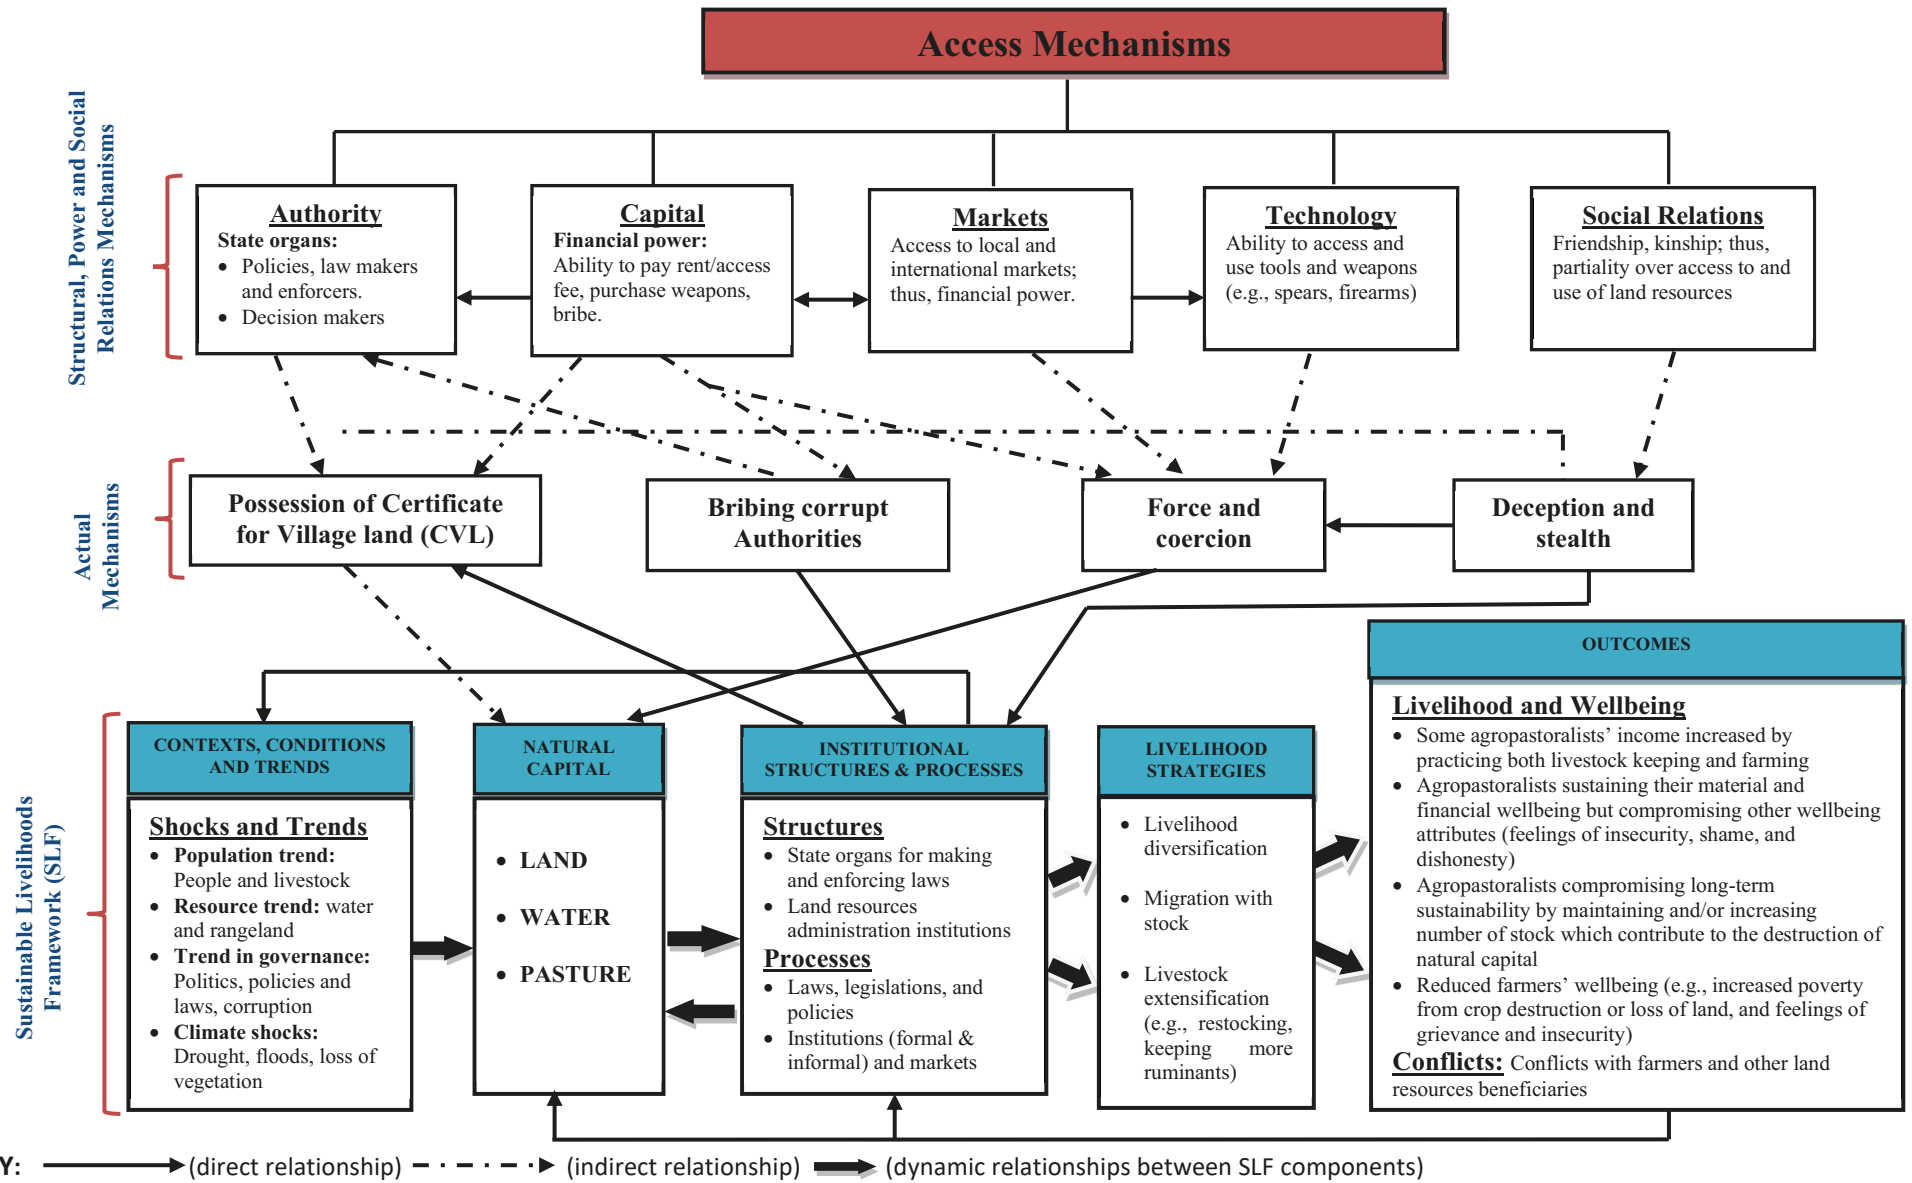 Access Mechanisms
Structural, Power and Social
Relations Mechanisms
Authority
State organs:
• Policies, law makers
and enforcers.
• Decision makers
Capital
Financial power:
Ability to pay rent/access
fee, purchase weapons,
bribe.
Markets
Access to local and
international markets;
thus, financial power.
Technology
Ability to access and
use tools and weapons
(e.g., spears, firearms)
Social Relations
Friendship, kinship; thus,
partiality over access to and
use of land resources
Actual
Mechanisms
Possession of Certificate
for Village land (CVL)
Bribing corrupt
Authorities
Force and
coercion
Deception and
stealth
Sustainable Livelihoods
Framework (SLF)
CONTEXTS, CONDITIONS
AND TRENDS
Shocks and Trends
• Population trend:
People and livestock
• Resource trend: water
and rangeland
• Trend in governance:
Politics, policies and
laws, corruption
• Climate shocks:
Drought, floods, loss of
vegetation
NATURAL
CAPITAL
• LAND
• WATER
• PASTURE
INSTITUTIONAL
STRUCTURES & PROCESSES
Structures
• State organs for making
and enforcing laws
• Land resources
administration institutions
Processes
• Laws, legislations, and
policies
• Institutions (formal &
informal) and markets
LIVELIHOOD
STRATEGIES
• Livelihood
diversification
• Migration with
stock
• Livestock
extensification
(e.g., restocking,
keeping more
ruminants)
OUTCOMES
Livelihood and Wellbeing
• Some agropastoralists’ income increased by
practicing both livestock keeping and farming
• Agropastoralists sustaining their material and
financial wellbeing but compromising other wellbeing
attributes (feelings of insecurity, shame, and
dishonesty)
• Agropastoralists compromising long-term
sustainability by maintaining and/or increasing
number of stock which contribute to the destruction of
natural capital
• Reduced farmers’ wellbeing (e.g., increased poverty
from crop destruction or loss of land, and feelings of
grievance and insecurity)
Conflicts: Conflicts with farmers and other land
resources beneficiaries
Y: (direct relationship) (indirect relationship) (dynamic relationships between SLF components)